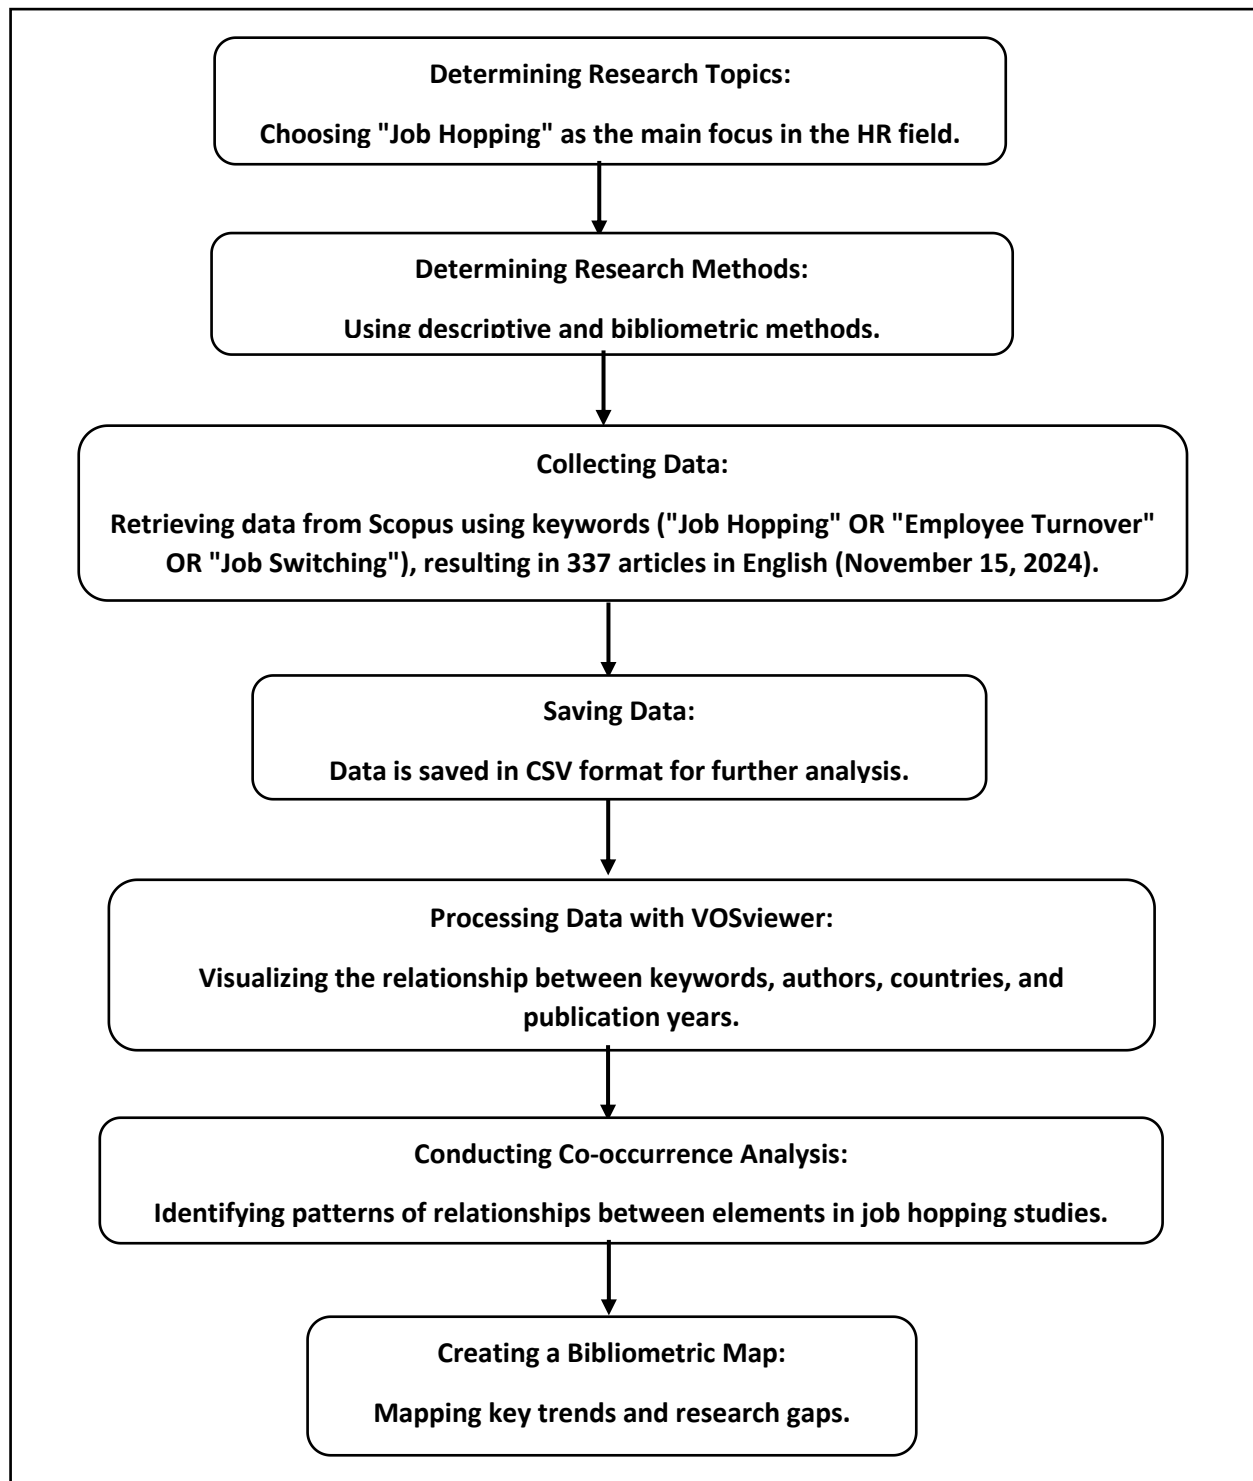 Determining Research Topics:
Choosing "Job Hopping" as the main focus in the HR field.
Determining Research Methods:
Using descriptive and bibliometric methods.
Collecting Data:
Retrieving data from Scopus using keywords ("Job Hopping" OR "Employee Turnover"
OR "Job Switching"), resulting in 337 articles in English (November 15, 2024).
Saving Data:
Data is saved in CSV format for further analysis.
Processing Data with VOSviewer:
Visualizing the relationship between keywords, authors, countries, and
publication years.
Conducting Co-occurrence Analysis:
Identifying patterns of relationships between elements in job hopping studies.
Creating a Bibliometric Map:
Mapping key trends and research gaps.